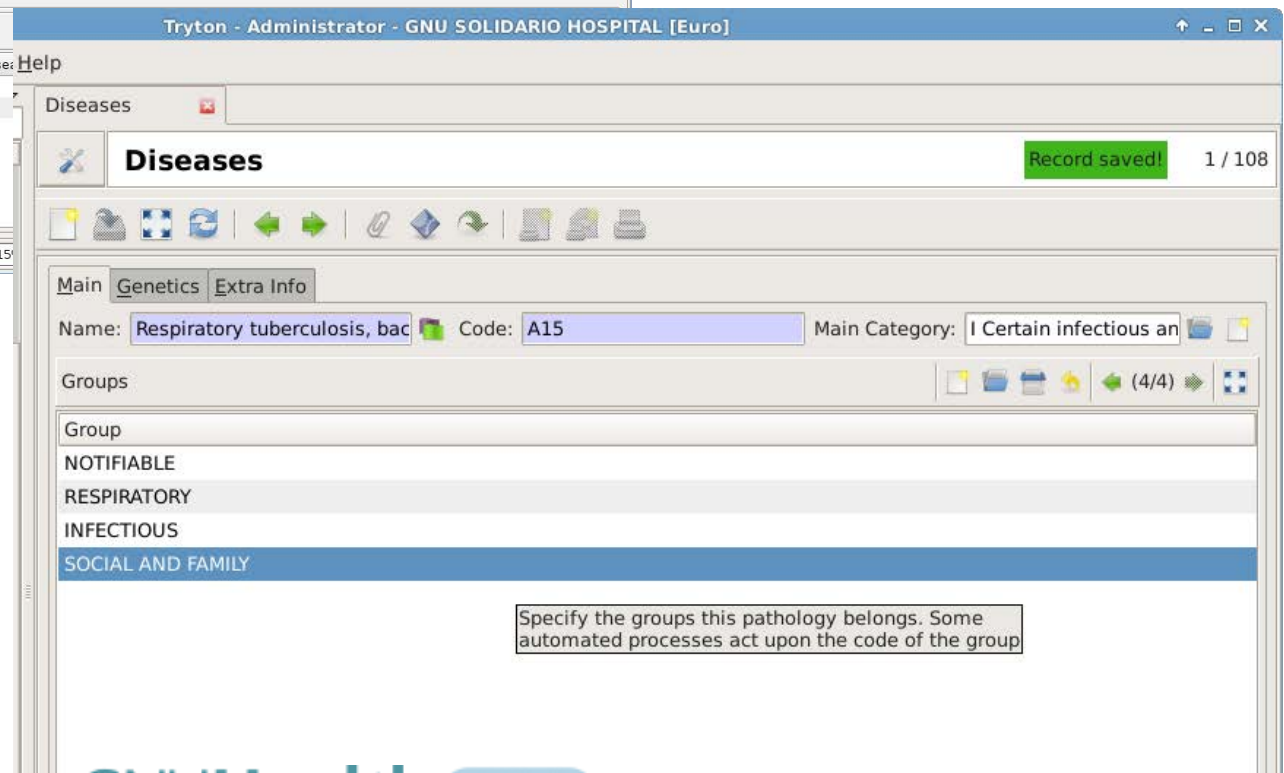 Tryton - Administrator - GNU SOLIDARIO HOSPITAL [Euro]
Help
Diseases
Diseases Record saved! 1 / 108
Main Genetics Extra Info
Name: Respiratory tuberculosis, bac Code: A15 Main Category: I Certain infectious an
Groups (4/4)
Group
NOTIFIABLE
RESPIRATORY
INFECTIOUS
SOCIAL AND FAMILY
Specify the groups this pathology belongs. Some
automated processes act upon the code of the group